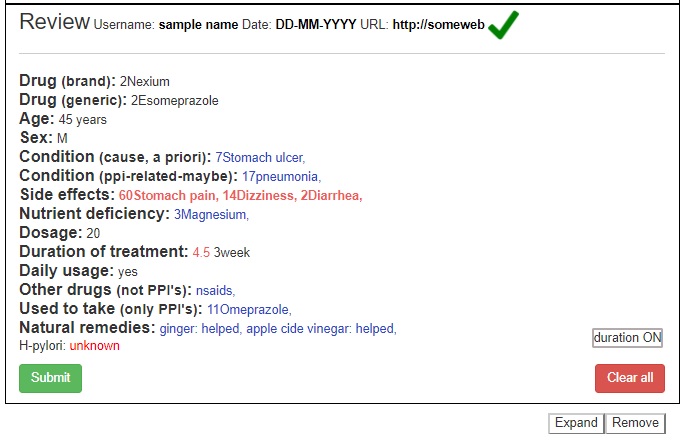 Review Username: sample name Date: DD-MM-YYYY URL: http://someweb
Drug (brand): 2Nexium
Drug (generic): 2Esomeprazole
Age: 45 years
Sex: M
Condition (cause, a priori): 7Stomach ulcer,
Condition (ppi-related-maybe): 17pneumonia,
Side effects: 60Stomach pain, 14Dizziness, 2Diarrhea,
Nutrient deficiency: 3Magnesium,
Dosage: 20
Duration of treatment: 4.5 3week
Daily usage: yes
Other drugs (not PPI's): nsaids,
Used to take (only PPI's): 11Omeprazole,
Natural remedies: ginger: helped, apple cide vinegar: helped,
H-pylori: unknown
duration ON
Submit Clear all
Expand Remove